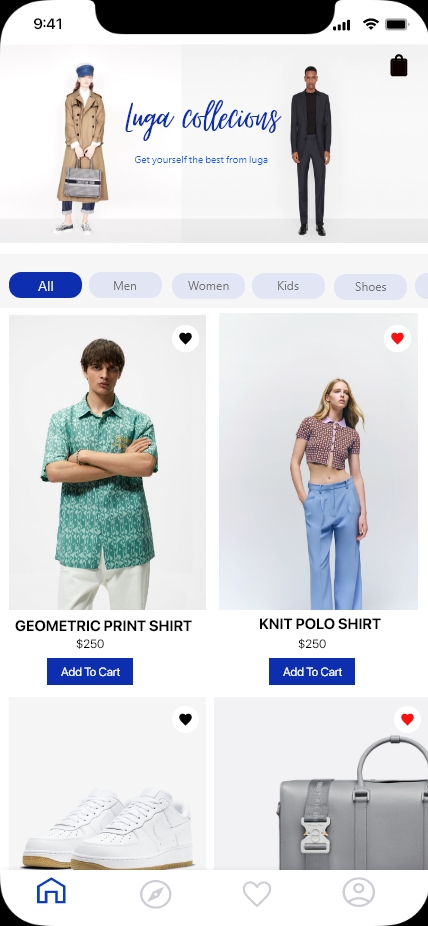 9:41
Luga collecions
Get yourself the best from luga
All
Men
Women
Kids
Shoes
GEOMETRIC PRINT SHIRT
KNIT POLO SHIRT
$250
$250
Add To Cart
Add To Cart